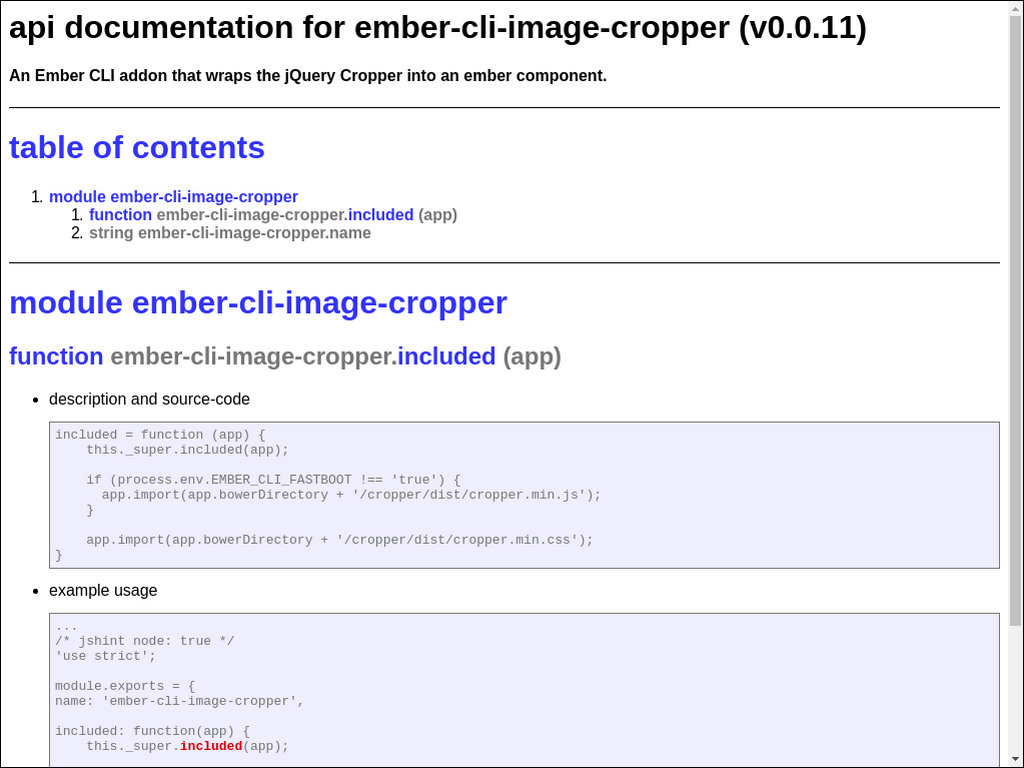 api documentation for ember-cli-image-cropper (v0.0.11)
An Ember CLI addon that wraps the jQuery Cropper into an ember component.
table of contents
1. module ember-cli-image-cropper
1. function ember-cli-image-cropper.included (app)
2. string ember-cli-image-cropper.name
module ember-cli-image-cropper
function ember-cli-image-cropper.included (app)
• description and source-code
included = function (app) {
    this._super.included(app);

    if (process.env.EMBER_CLI_FASTBOOT !== 'true') {
      app.import(app.bowerDirectory + '/cropper/dist/cropper.min.js');
    }

    app.import(app.bowerDirectory + '/cropper/dist/cropper.min.css');
}
• example usage
...
/* jshint node: true */
'use strict';

module.exports = {
name: 'ember-cli-image-cropper',

included: function(app) {
    this._super.included(app);